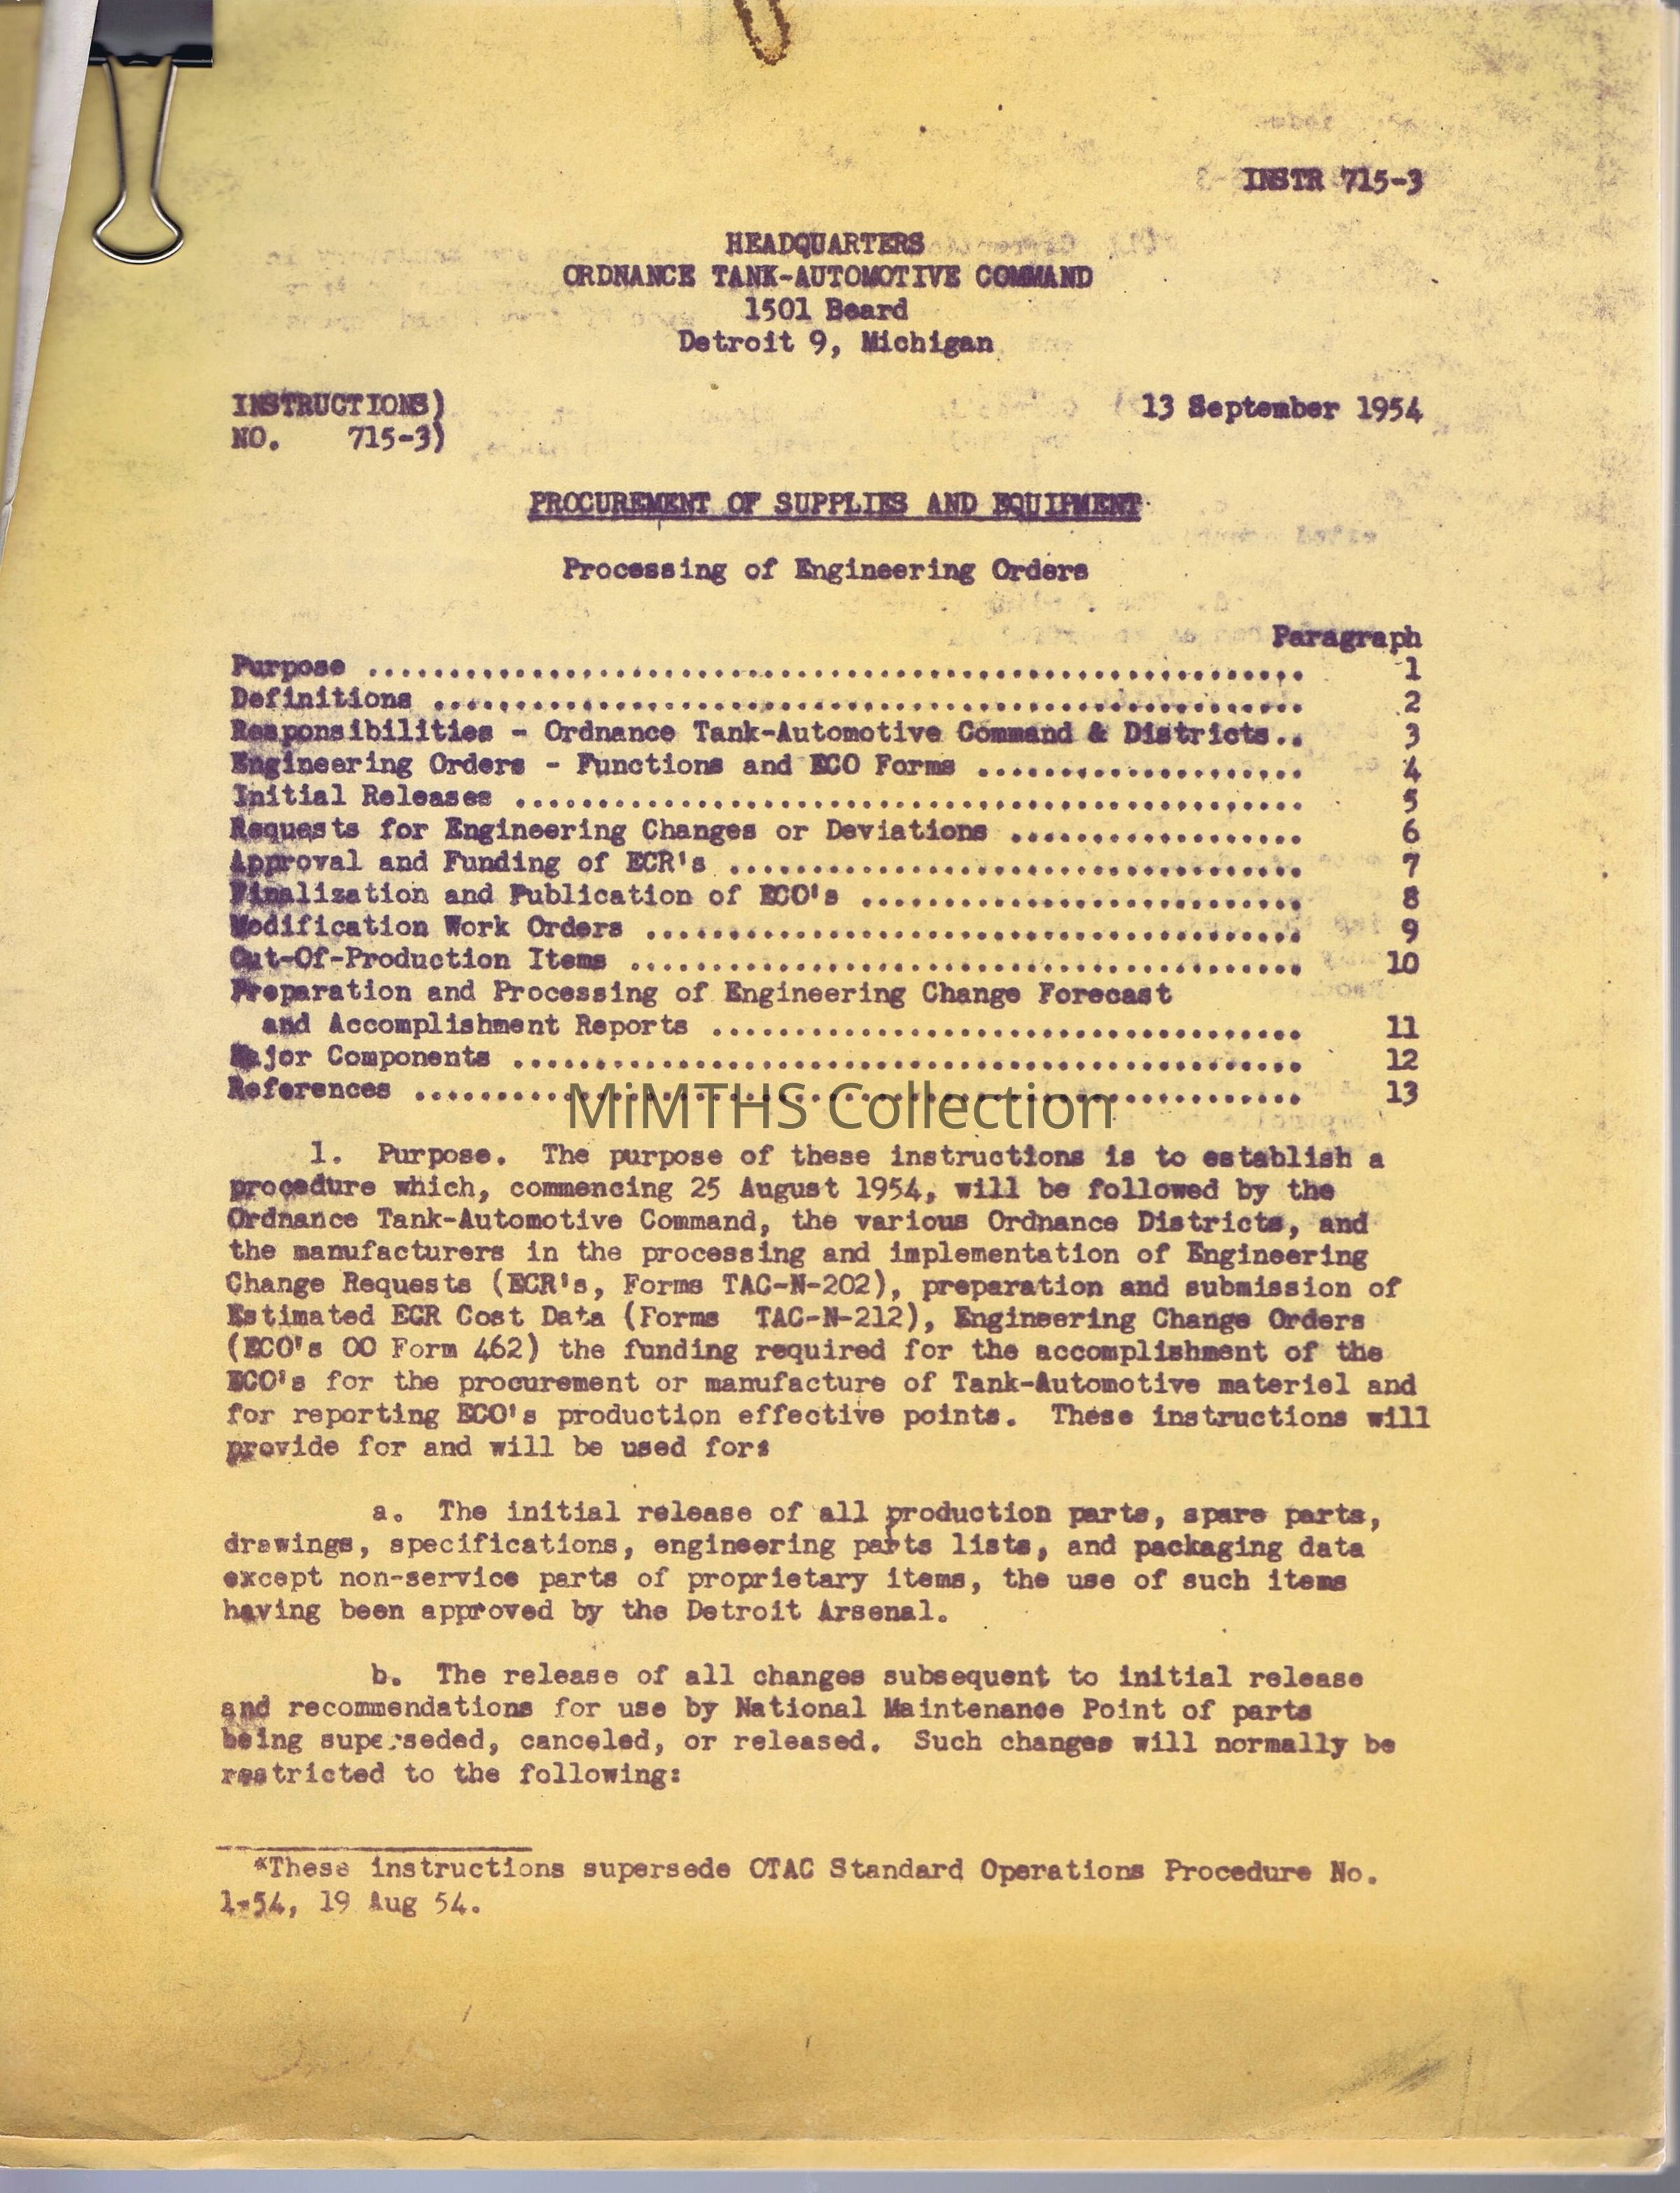 INSTR 715-3
HEADQUARTERS
ORDNANCE TANK-AUTOMOTIVE COMMAND
1501 Beard
Detroit 9, Michigan
INSTRUCTIONS) 13 September 1954
NO. 715-3)
PROCUREMENT OF SUPPLIES AND EQUIPMENT
Processing of Engineering Orders
Paragraph
Purpose .......................................................... 1
Definitions ...................................................... 2
Responsibilities - Ordnance Tank-Automotive Command & Districts.. 3
Engineering Orders - Functions and ECO Forms .................... 4
Initial Releases ................................................. 5
Requests for Engineering Changes or Deviations .................. 6
Approval and Funding of ECR's .................................... 7
Finalization and Publication of ECO's ........................... 8
Modification Work Orders ........................................ 9
Out-Of-Production Items ......................................... 10
Preparation and Processing of Engineering Change Forecast
and Accomplishment Reports .................................... 11
Major Components ................................................ 12
References ...................................................... 13
MiMTHS Collection
1. Purpose. The purpose of these instructions is to establish a
procedure which, commencing 25 August 1954, will be followed by the
Ordnance Tank-Automotive Command, the various Ordnance Districts, and
the manufacturers in the processing and implementation of Engineering
Change Requests (ECR's, Forms TAC-N-202), preparation and submission of
Estimated ECR Cost Data (Forms TAC-N-212), Engineering Change Orders
(ECO's OO Form 462) the funding required for the accomplishment of the
ECO's for the procurement or manufacture of Tank-Automotive materiel and
for reporting ECO's production effective points. These instructions will
provide for and will be used for:
a. The initial release of all production parts, spare parts,
drawings, specifications, engineering parts lists, and packaging data
except non-service parts of proprietary items, the use of such items
having been approved by the Detroit Arsenal.
b. The release of all changes subsequent to initial release
and recommendations for use by National Maintenance Point of parts
being superseded, canceled, or released. Such changes will normally be
restricted to the following:
*These instructions supersede OTAC Standard Operations Procedure No.
1-54, 19 Aug 54.